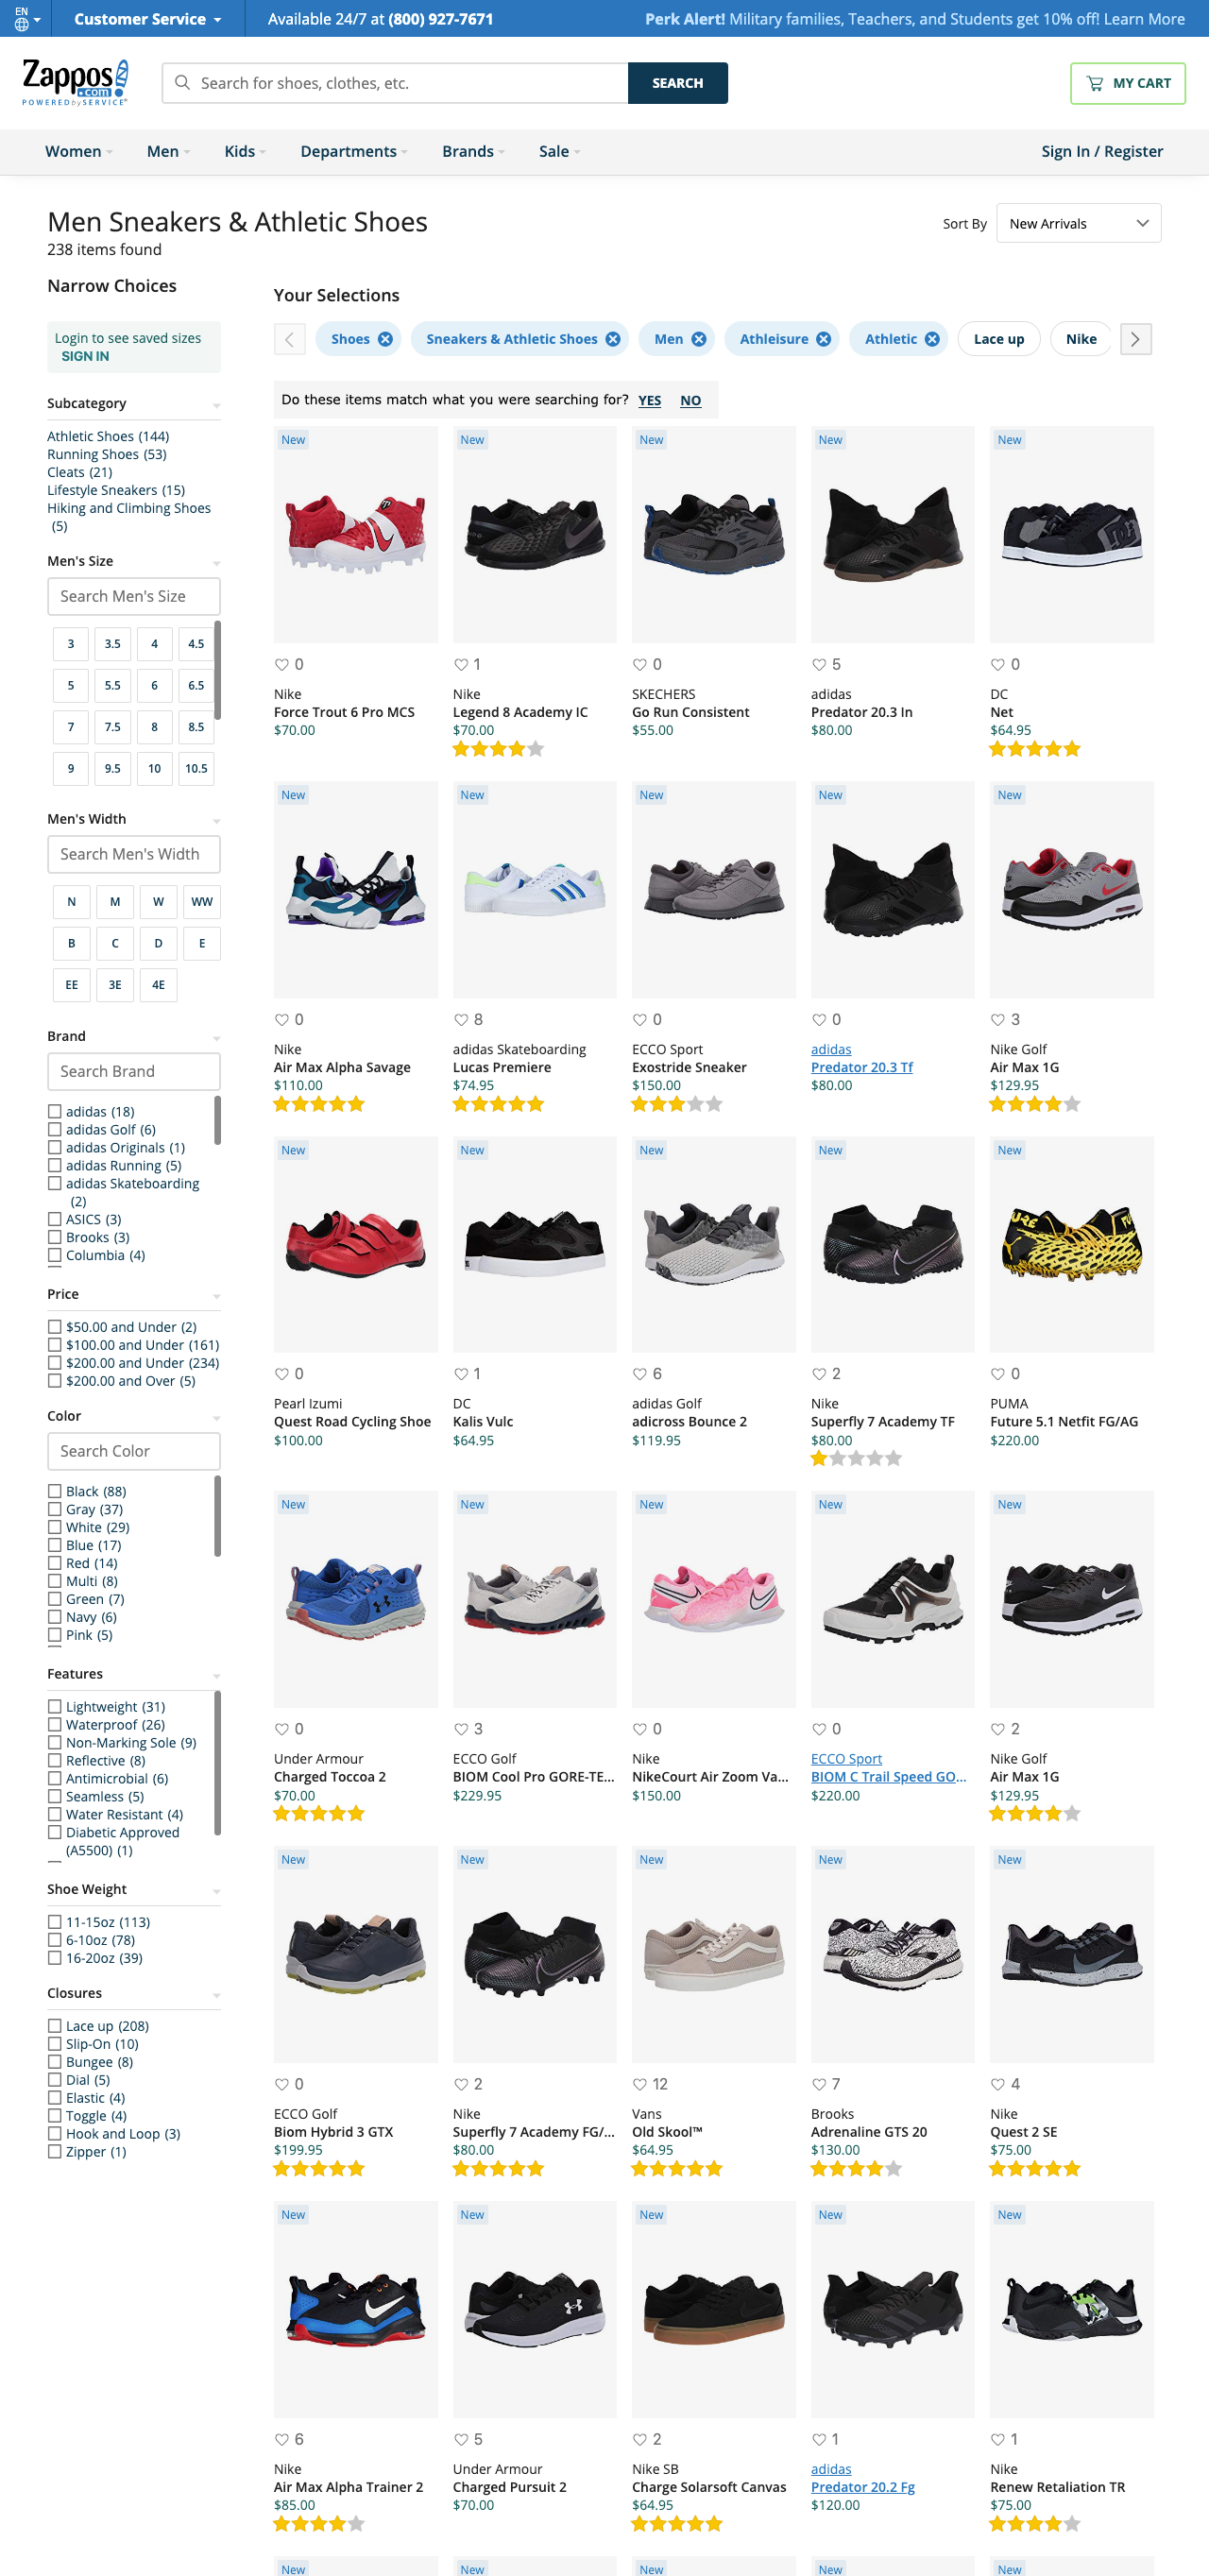 EN
Customer Service
Available 24/7 at (800) 927-7671
Perk Alert! Military families, Teachers, and Students get 10% off! Learn More
Zappos
.com
POWERED by SERVICE
Search for shoes, clothes, etc.
SEARCH
MY CART
Women
Men
Kids
Departments
Brands
Sale
Sign In / Register
Men Sneakers & Athletic Shoes
238 items found
Sort By
New Arrivals
Narrow Choices
Login to see saved sizes
SIGN IN
Subcategory
Athletic Shoes (144)
Running Shoes (53)
Cleats (21)
Lifestyle Sneakers (15)
Hiking and Climbing Shoes
(5)
Men's Size
Search Men's Size
3 3.5 4 4.5
5 5.5 6 6.5
7 7.5 8 8.5
9 9.5 10 10.5
Men's Width
Search Men's Width
N M W WW
B C D E
EE 3E 4E
Brand
Search Brand
adidas (18)
adidas Golf (6)
adidas Originals (1)
adidas Running (5)
adidas Skateboarding
(2)
ASICS (3)
Brooks (3)
Columbia (4)
Price
$50.00 and Under (2)
$100.00 and Under (161)
$200.00 and Under (234)
$200.00 and Over (5)
Color
Search Color
Black (88)
Gray (37)
White (29)
Blue (17)
Red (14)
Multi (8)
Green (7)
Navy (6)
Pink (5)
Features
Lightweight (31)
Waterproof (26)
Non-Marking Sole (9)
Reflective (8)
Antimicrobial (6)
Seamless (5)
Water Resistant (4)
Diabetic Approved
(A5500) (1)
Shoe Weight
11-15oz (113)
6-10oz (78)
16-20oz (39)
Closures
Lace up (208)
Slip-On (10)
Bungee (8)
Dial (5)
Elastic (4)
Toggle (4)
Hook and Loop (3)
Zipper (1)
Your Selections
Shoes
Sneakers & Athletic Shoes
Men
Athleisure
Athletic
Lace up
Nike
Do these items match what you were searching for? YES NO
New
0
Nike
Force Trout 6 Pro MCS
$70.00
New
1
Nike
Legend 8 Academy IC
$70.00
New
0
SKECHERS
Go Run Consistent
$55.00
New
5
adidas
Predator 20.3 In
$80.00
New
0
DC
Net
$64.95
New
0
Nike
Air Max Alpha Savage
$110.00
New
8
adidas Skateboarding
Lucas Premiere
$74.95
New
0
ECCO Sport
Exostride Sneaker
$150.00
New
0
adidas
Predator 20.3 Tf
$80.00
New
3
Nike Golf
Air Max 1G
$129.95
New
0
Pearl Izumi
Quest Road Cycling Shoe
$100.00
New
1
DC
Kalis Vulc
$64.95
New
6
adidas Golf
adicross Bounce 2
$119.95
New
2
Nike
Superfly 7 Academy TF
$80.00
New
0
PUMA
Future 5.1 Netfit FG/AG
$220.00
New
0
Under Armour
Charged Toccoa 2
$70.00
New
3
ECCO Golf
BIOM Cool Pro GORE-TE...
$229.95
New
0
Nike
NikeCourt Air Zoom Va...
$150.00
New
0
ECCO Sport
BIOM C Trail Speed GO...
$220.00
New
2
Nike Golf
Air Max 1G
$129.95
New
0
ECCO Golf
Biom Hybrid 3 GTX
$199.95
New
2
Nike
Superfly 7 Academy FG/...
$80.00
New
12
Vans
Old Skool™
$64.95
New
7
Brooks
Adrenaline GTS 20
$130.00
New
4
Nike
Quest 2 SE
$75.00
New
6
Nike
Air Max Alpha Trainer 2
$85.00
New
5
Under Armour
Charged Pursuit 2
$70.00
New
2
Nike SB
Charge Solarsoft Canvas
$64.95
New
1
adidas
Predator 20.2 Fg
$120.00
New
1
Nike
Renew Retaliation TR
$75.00
New
New
New
New
New